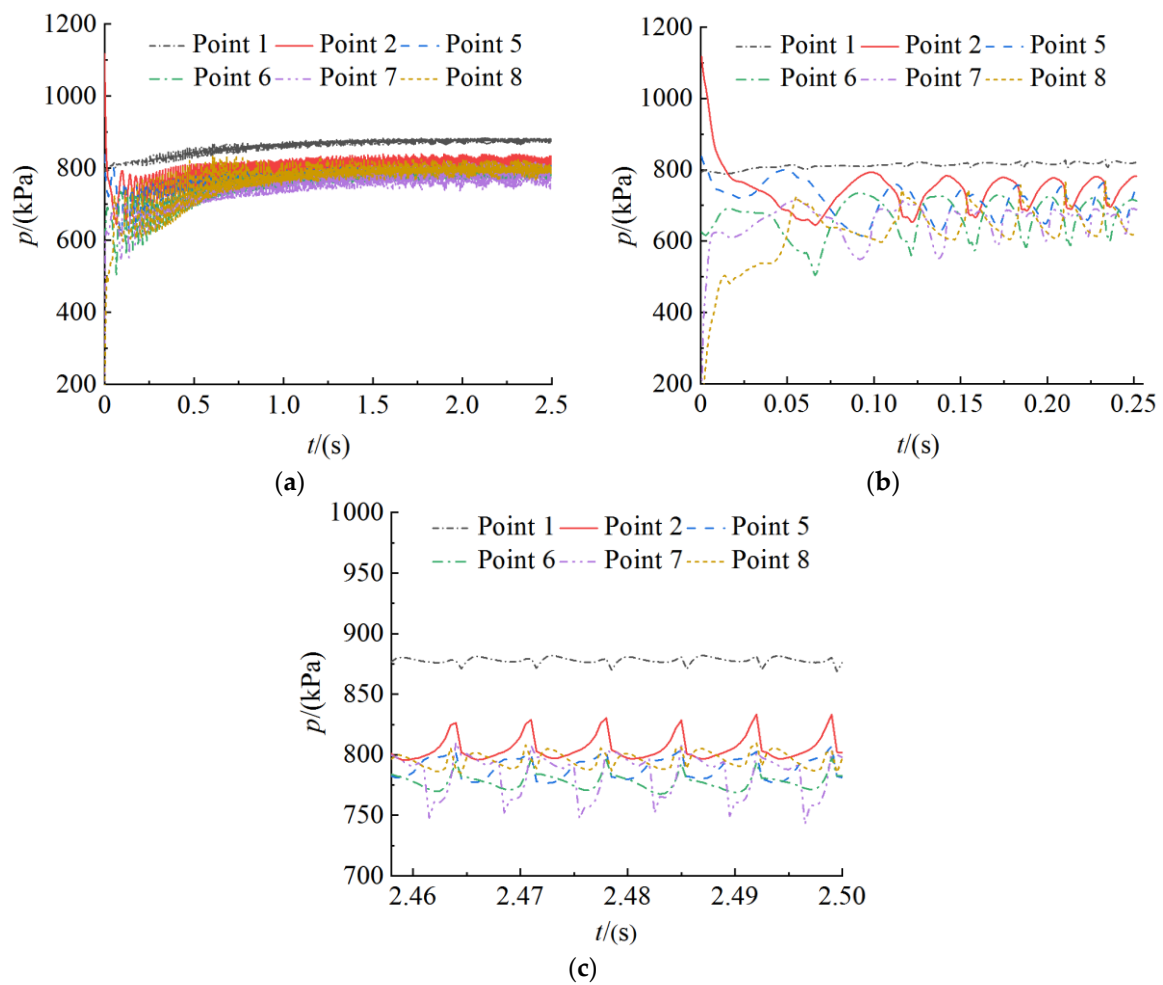 1200
1000
800
600
400
200
p/(kPa)
Point 1 Point 2 Point 5
Point 6 Point 7 Point 8
0 0.5 1.0 1.5 2.0 2.5
t/(s)
(a)
1200
1000
800
600
400
200
p/(kPa)
Point 1 Point 2 Point 5
Point 6 Point 7 Point 8
0 0.05 0.10 0.15 0.20 0.25
t/(s)
(b)
1000
950
900
850
800
750
700
p/(kPa)
Point 1 Point 2 Point 5
Point 6 Point 7 Point 8
2.46 2.47 2.48 2.49 2.50
t/(s)
(c)